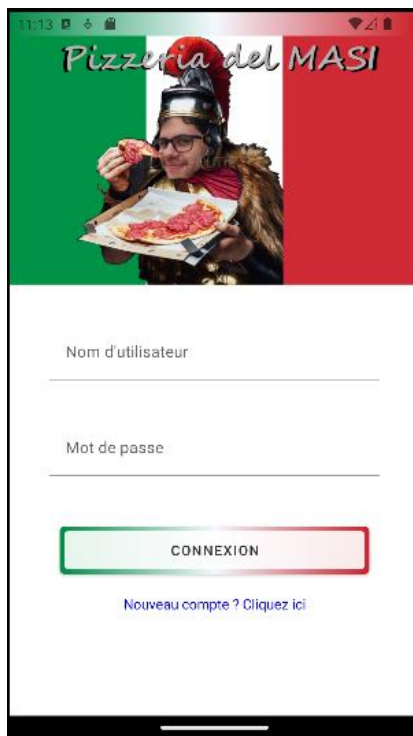 11:13
Pizzeria del MASI
Nom d'utilisateur
Mot de passe
CONNEXION
Nouveau compte ? Cliquez ici